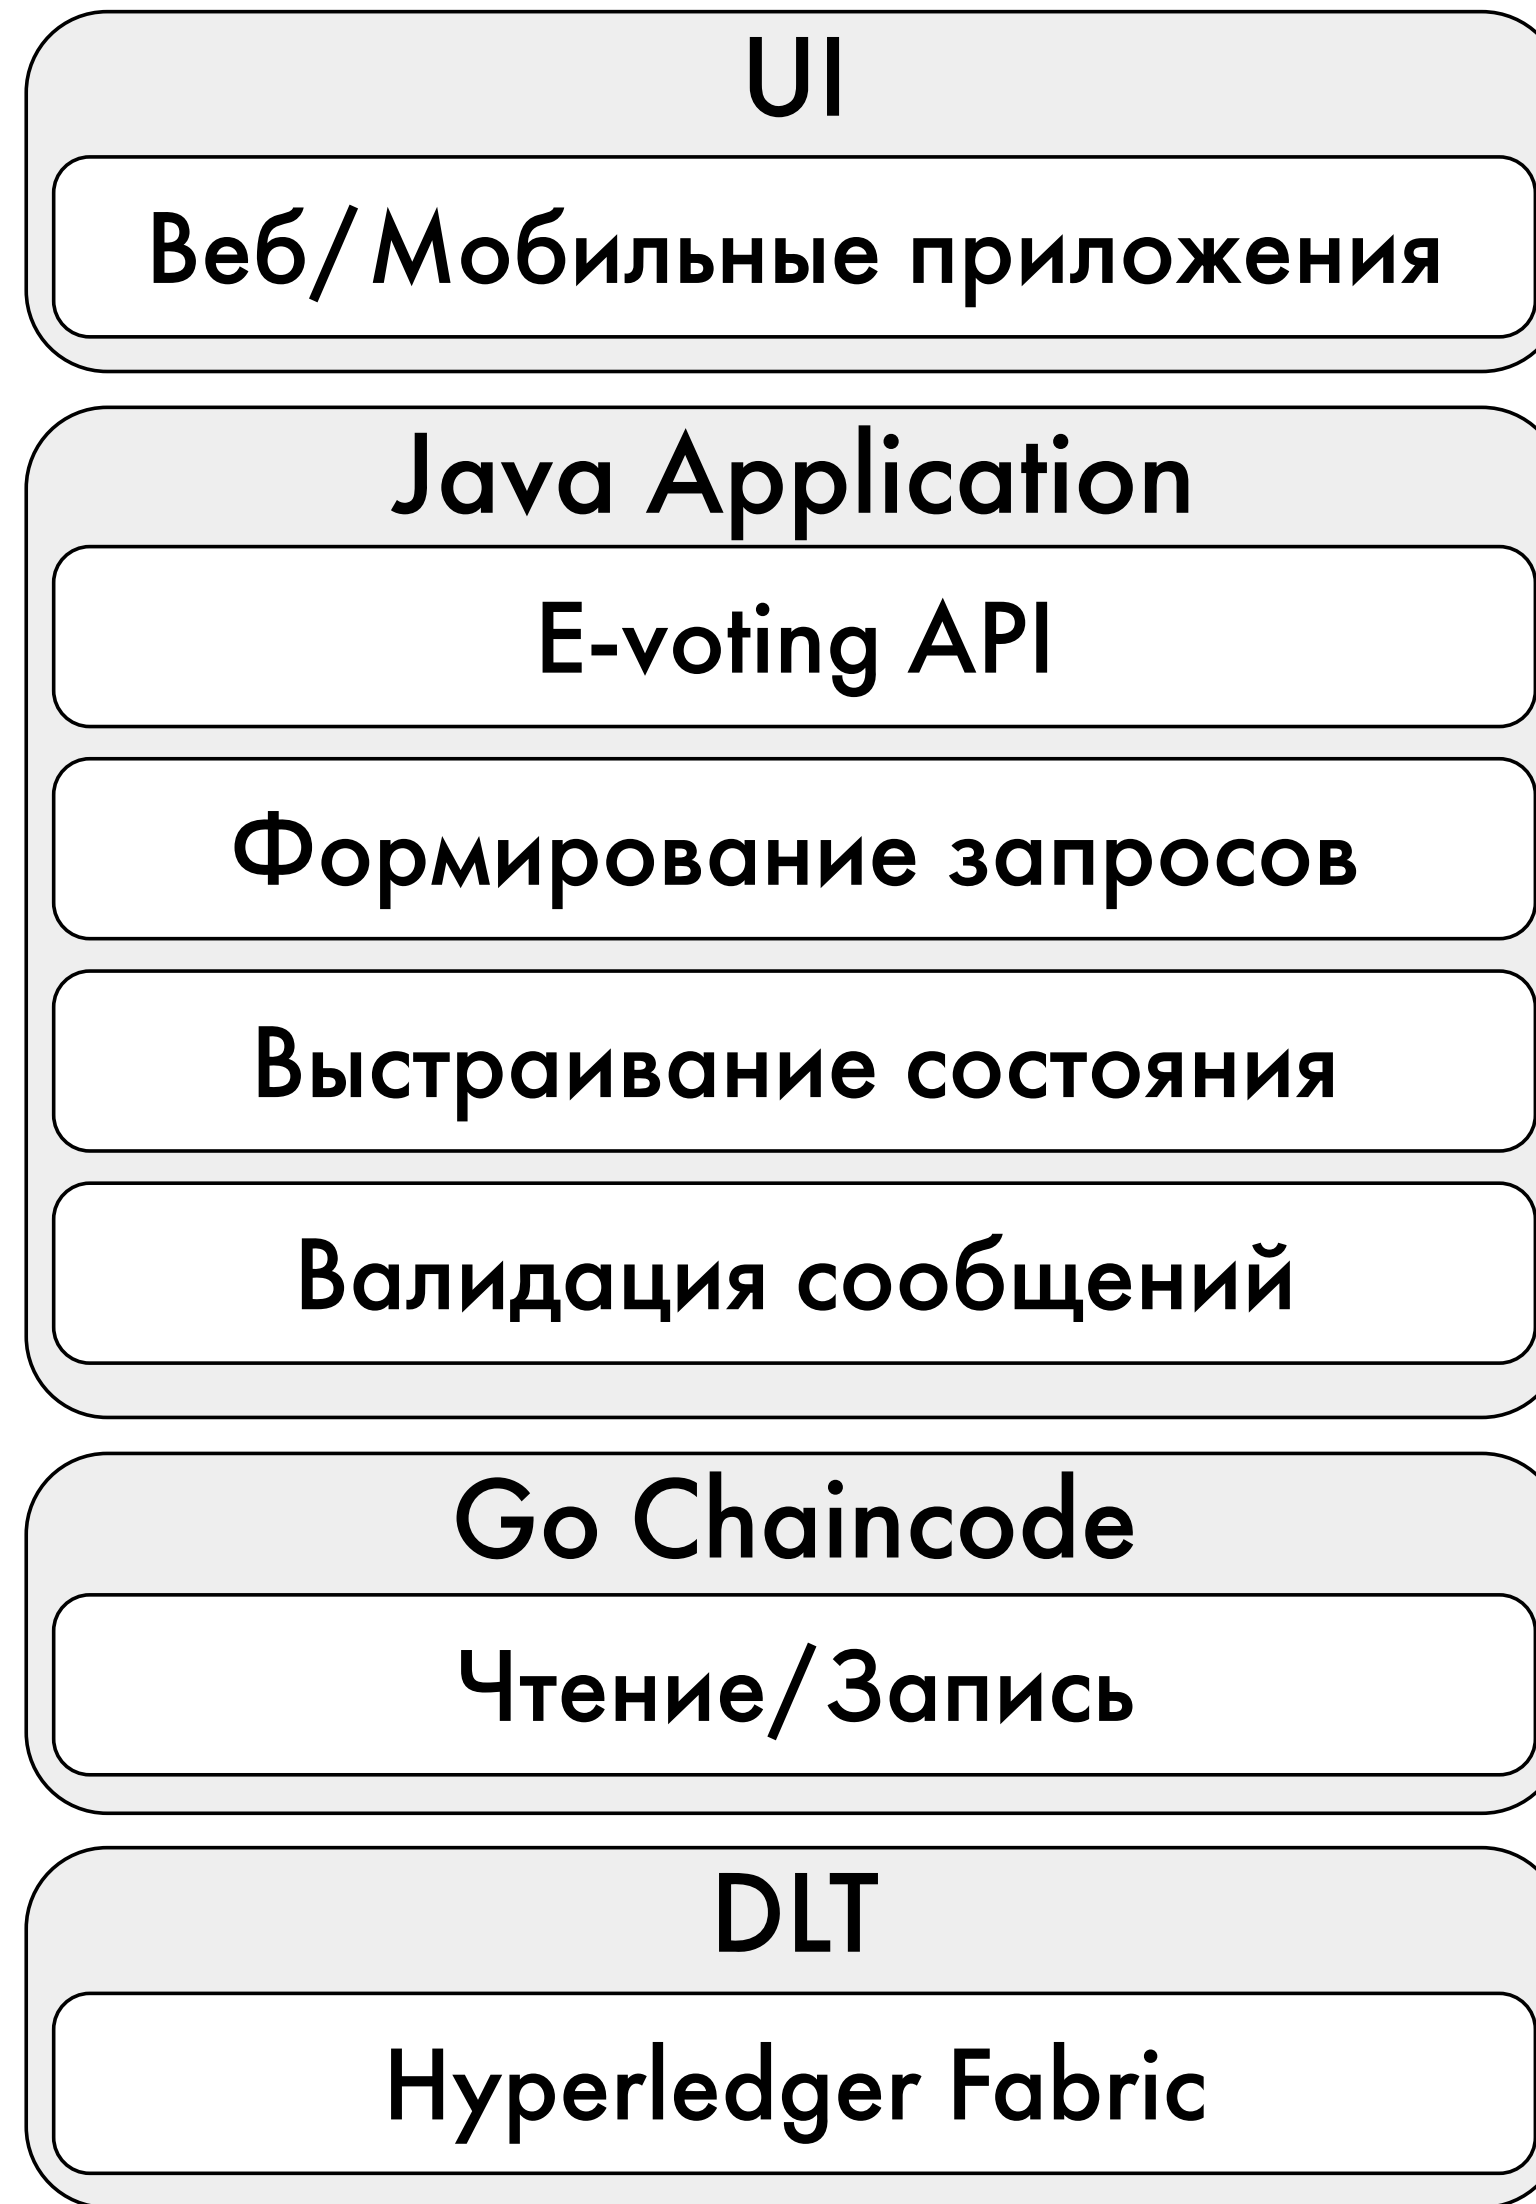 UI
Веб/Мобильные приложения
Java Application
E-voting API
Формирование запросов
Выстраивание состояния
Валидация сообщений
Go Chaincode
Чтение/Запись
DLT
Hyperledger Fabric